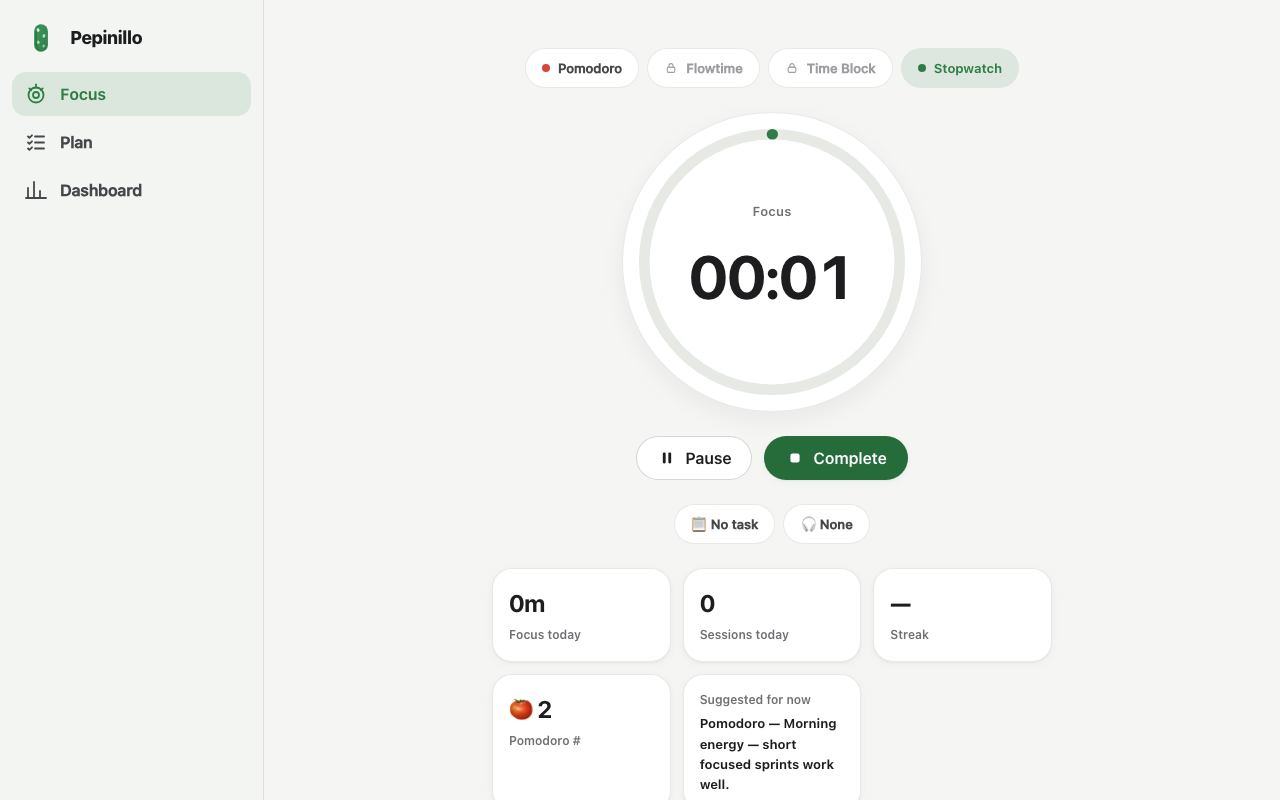 Pepinillo
Focus
Plan
Dashboard
Pomodoro
Flowtime
Time Block
Stopwatch
Focus
00:01
Pause
Complete
No task
None
0m
Focus today
0
Sessions today
—
Streak
2
Pomodoro #
Suggested for now
Pomodoro — Morning
energy — short
focused sprints work
well.